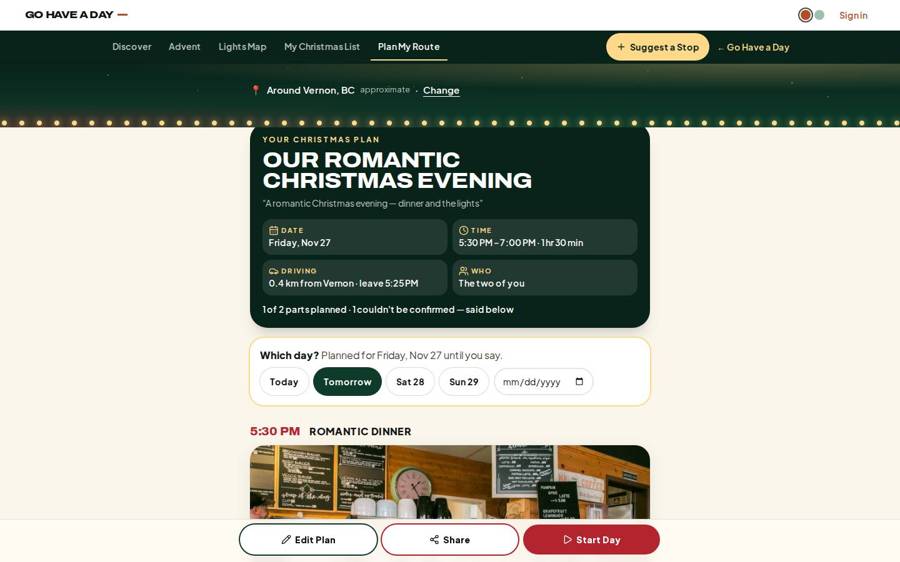 GO HAVE A DAY
Sign in
Discover
Advent
Lights Map
My Christmas List
Plan My Route
+ Suggest a Stop
← Go Have a Day
Around Vernon, BC approximate · Change
YOUR CHRISTMAS PLAN
OUR ROMANTIC
CHRISTMAS EVENING
"A romantic Christmas evening — dinner and the lights"
DATE
Friday, Nov 27
TIME
5:30 PM – 7:00 PM · 1 hr 30 min
DRIVING
0.4 km from Vernon · leave 5:25 PM
WHO
The two of you
1 of 2 parts planned · 1 couldn't be confirmed — said below
Which day? Planned for Friday, Nov 27 until you say.
Today
Tomorrow
Sat 28
Sun 29
mm/dd/yyyy
5:30 PM ROMANTIC DINNER
Edit Plan
Share
Start Day